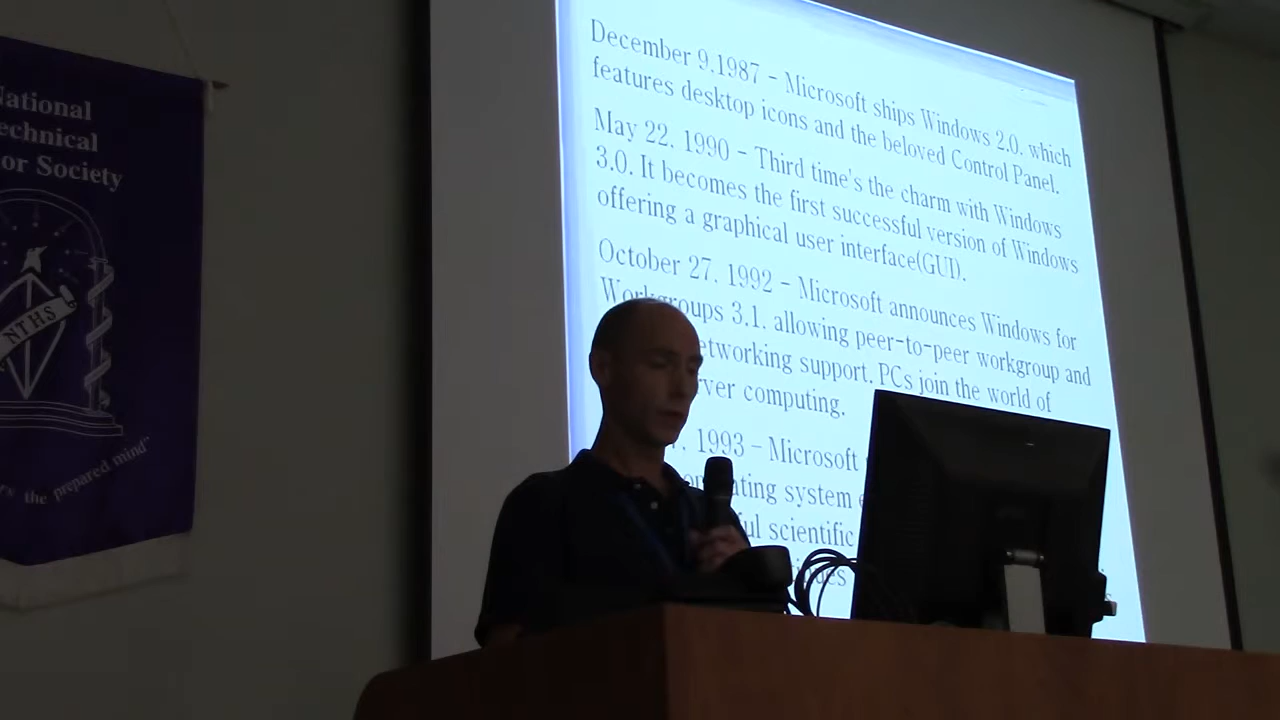 National
echnical
or Society
NTHS
the prepared mind"
December 9,1987 - Microsoft ships Windows 2.0, which
features desktop icons and the beloved Control Panel.
May 22, 1990 - Third time's the charm with Windows
3.0. It becomes the first successful version of Windows
offering a graphical user interface(GUI).
October 27, 1992 - Microsoft announces Windows for
Workgroups 3.1, allowing peer-to-peer workgroup and
etworking support. PCs join the world of
rver computing.
1993 - Microsoft
ating system
ul scientific